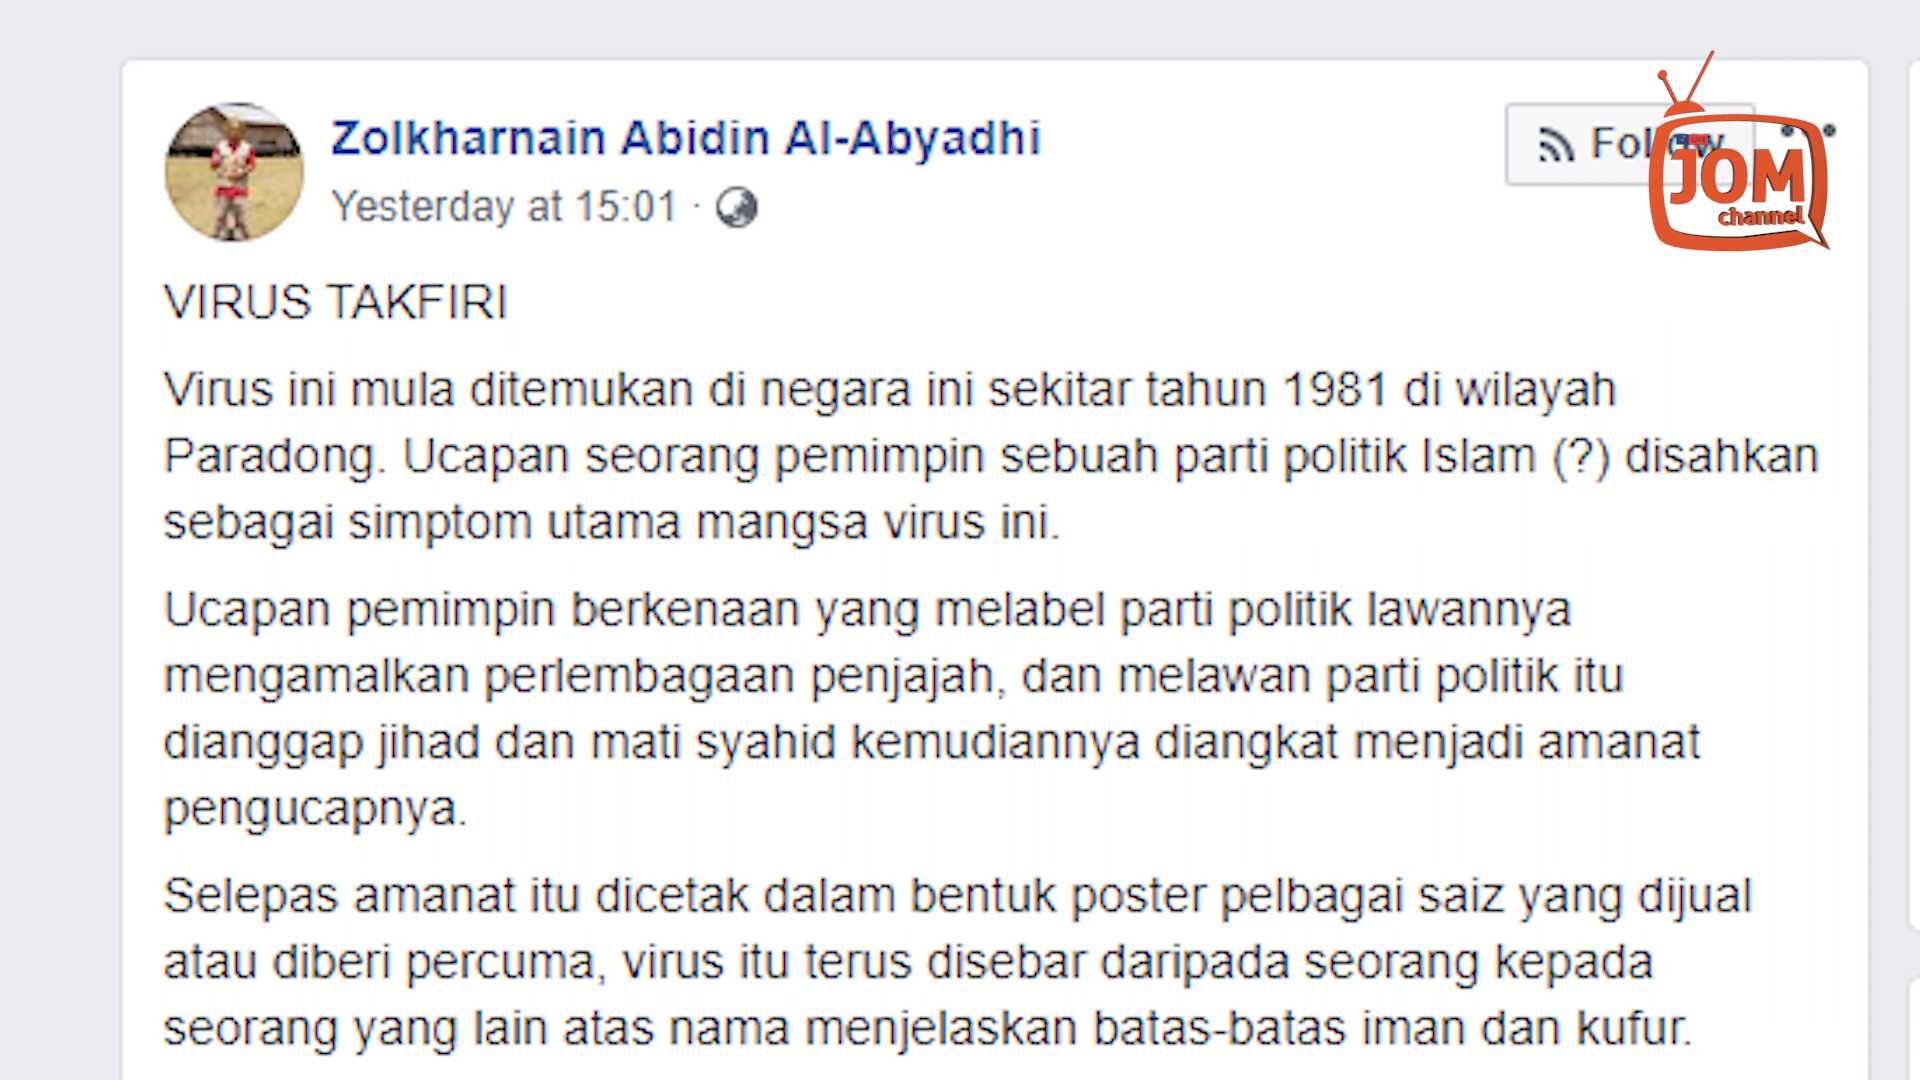 Zolkharnain Abidin Al-Abyadhi
Yesterday at 15:01 ·
Follow
JOM
channel
VIRUS TAKFIRI
Virus ini mula ditemukan di negara ini sekitar tahun 1981 di wilayah
Paradong. Ucapan seorang pemimpin sebuah parti politik Islam (?) disahkan
sebagai simptom utama mangsa virus ini.
Ucapan pemimpin berkenaan yang melabel parti politik lawannya
mengamalkan perlembagaan penjajah, dan melawan parti politik itu
dianggap jihad dan mati syahid kemudiannya diangkat menjadi amanat
pengucapnya.
Selepas amanat itu dicetak dalam bentuk poster pelbagai saiz yang dijual
atau diberi percuma, virus itu terus disebar daripada seorang kepada
seorang yang lain atas nama menjelaskan batas-batas iman dan kufur.